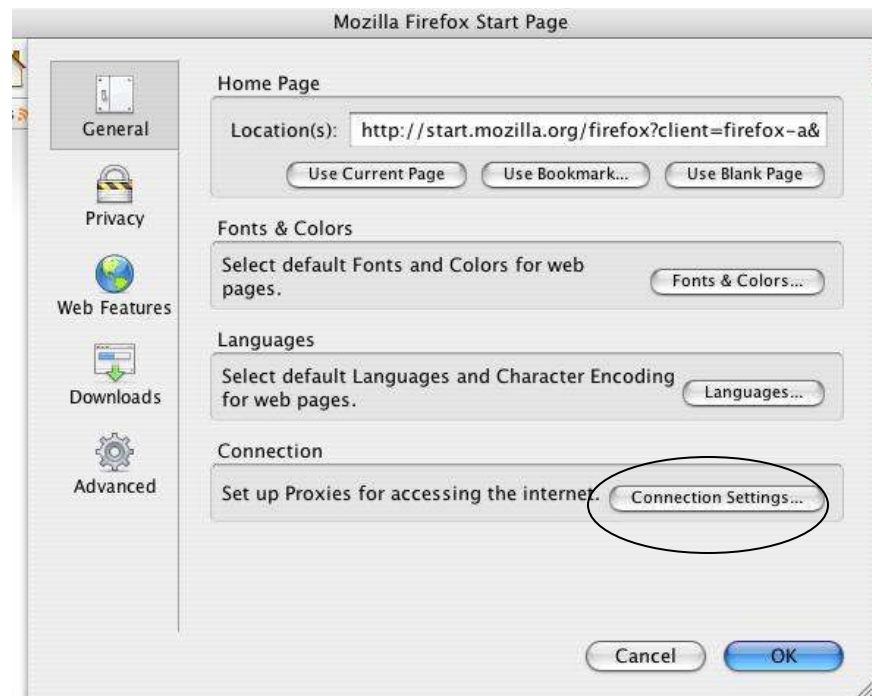 Mozilla Firefox Start Page
General
Privacy
Web Features
Downloads
Advanced
Home Page
Location(s): http://start.mozilla.org/firefox?client=firefox-a&
Use Current Page
Use Bookmark...
Use Blank Page
Fonts & Colors
Select default Fonts and Colors for web
pages.
Fonts & Colors...
Languages
Select default Languages and Character Encoding
for web pages.
Languages...
Connection
Set up Proxies for accessing the internet.
Connection Settings...
Cancel
OK